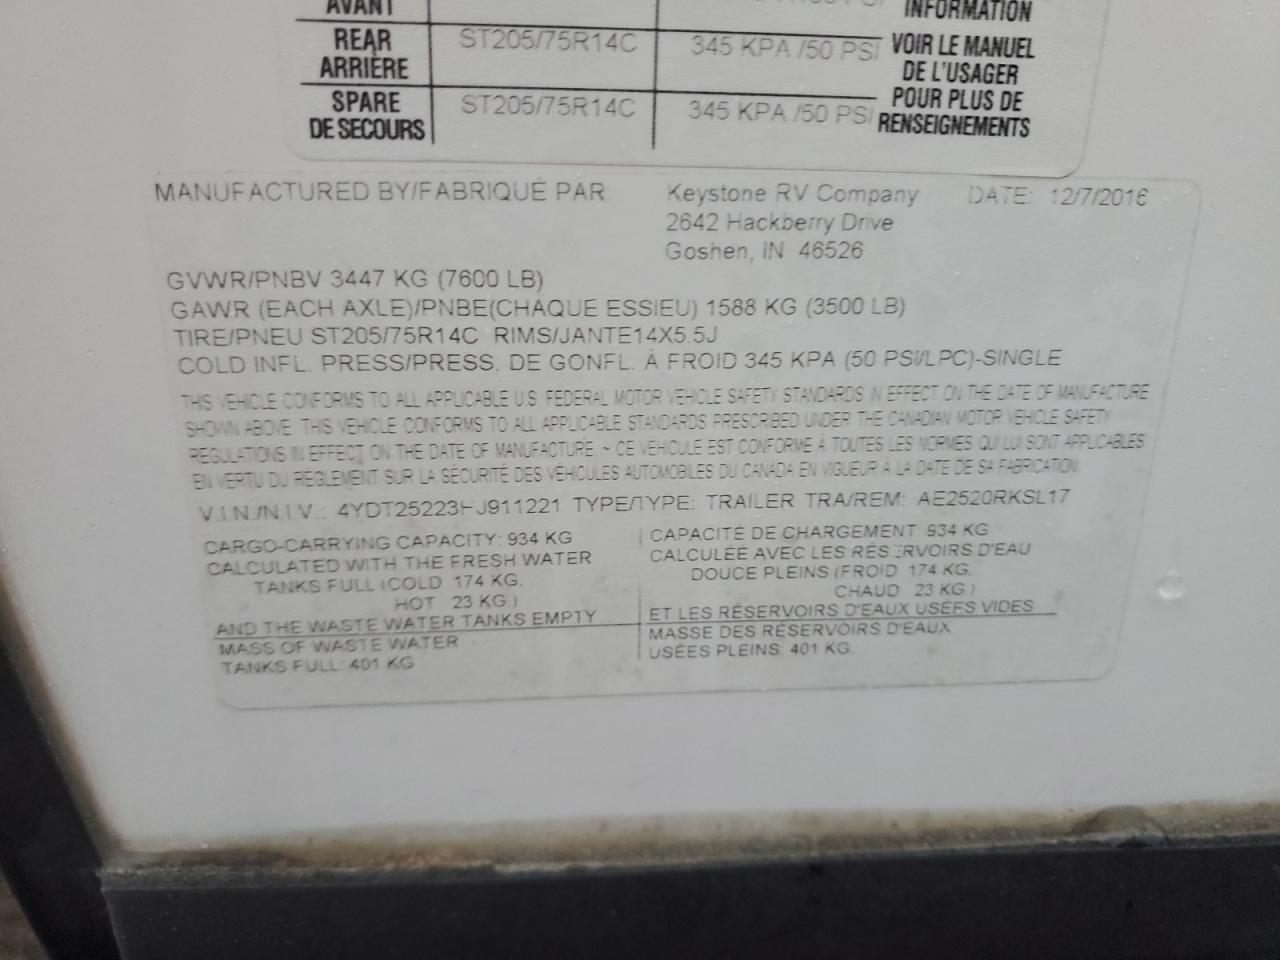 AVANT
INFORMATION
REAR ARRIÈRE ST205/75R14C 345 KPA /50 PSI
VOIR LE MANUEL
DE L'USAGER
POUR PLUS DE
RENSEIGNEMENTS
SPARE DE SECOURS ST205/75R14C 345 KPA /50 PSI
MANUFACTURED BY/FABRIQUÉ PAR: Keystone RV Company DATE: 12/7/2016
2642 Hackberry Drive
Goshen, IN 46526
GVWR/PNBV 3447 KG (7600 LB)
GAWR (EACH AXLE)/PNBE(CHAQUE ESSIEU) 1588 KG (3500 LB)
TIRE/PNEU ST205/75R14C RIMS/JANTE14X5.5J
COLD INFL. PRESS/PRESS. DE GONFL. À FROID 345 KPA (50 PSI/LPC)-SINGLE
THIS VEHICLE CONFORMS TO ALL APPLICABLE U.S. FEDERAL MOTOR VEHICLE SAFETY STANDARDS IN EFFECT ON THE DATE OF MANUFACTURE
SHOWN ABOVE. THIS VEHICLE CONFORMS TO ALL APPLICABLE STANDARDS PRESCRIBED UNDER THE CANADIAN MOTOR VEHICLE SAFETY
REGULATIONS IN EFFECT ON THE DATE OF MANUFACTURE. ~ CE VÉHICULE EST CONFORME À TOUTES LES NORMES QUI LUI SONT APPLICABLES
EN VERTU DU RÈGLEMENT SUR LA SÉCURITÉ DES VÉHICULES AUTOMOBILES DU CANADA EN VIGUEUR À LA DATE DE SA FABRICATION
V.I.N./N.I.V.: 4YDT25223HJ911221 TYPE/TYPE: TRAILER TRA/REM: AE2520RKSL17
CARGO-CARRYING CAPACITY: 934 KG
CALCULATED WITH THE FRESH WATER
TANKS FULL (COLD 174 KG.
HOT 23 KG.)
AND THE WASTE WATER TANKS EMPTY
MASS OF WASTE WATER
TANKS FULL: 401 KG
CAPACITÉ DE CHARGEMENT: 934 KG
CALCULÉE AVEC LES RÉSERVOIRS D'EAU
DOUCE PLEINS (FROID 174 KG.
CHAUD 23 KG.)
ET LES RÉSERVOIRS D'EAUX USÉES VIDES
MASSE DES RÉSERVOIRS D'EAUX
USÉES PLEINS: 401 KG.